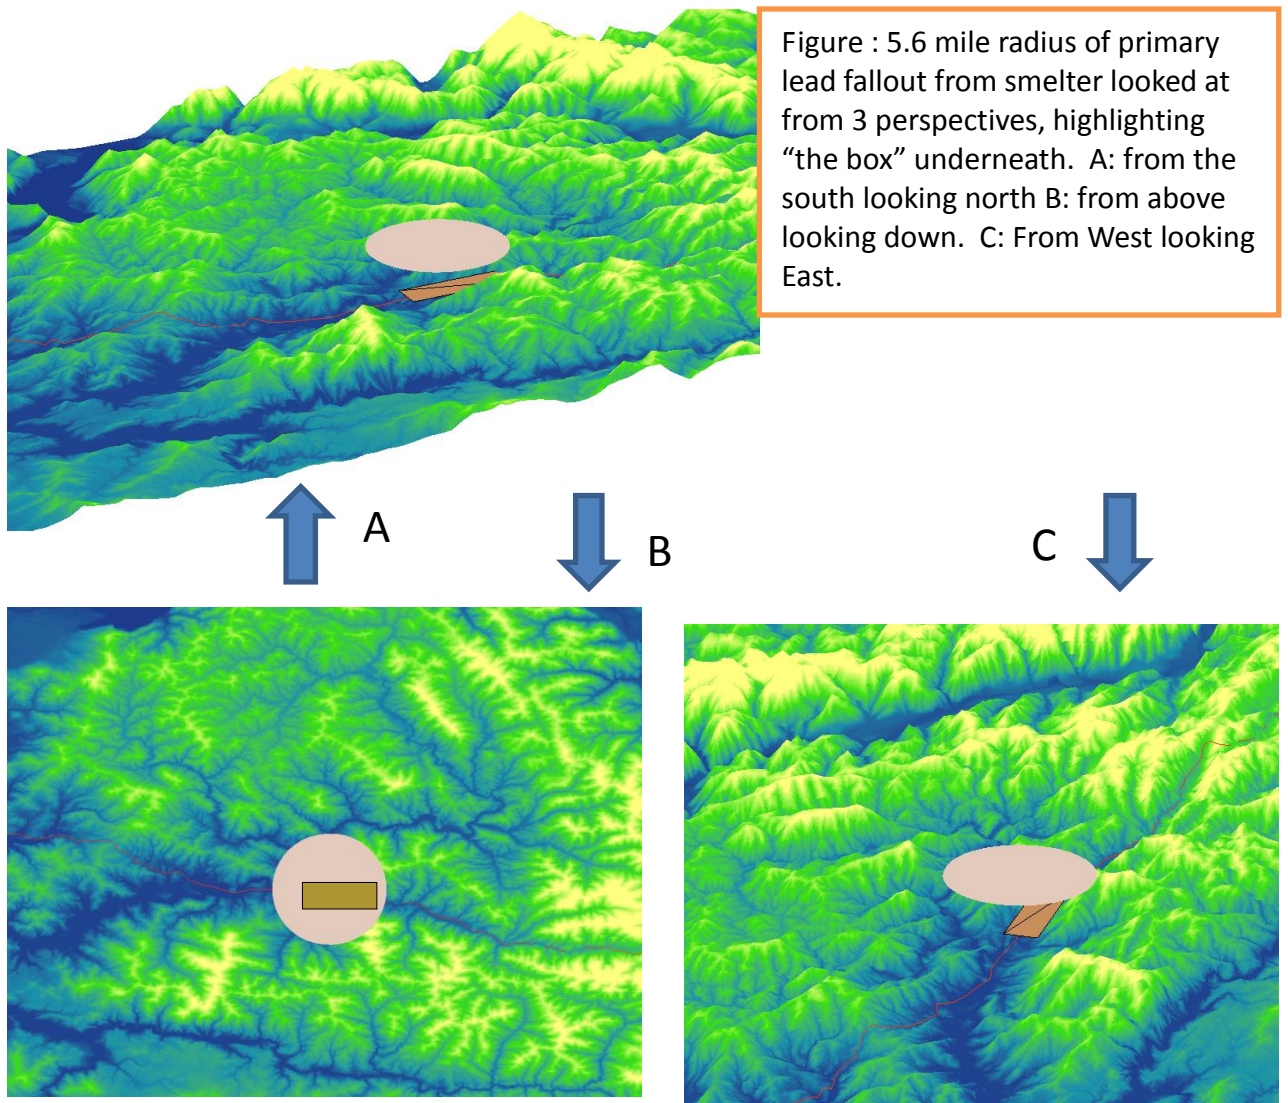 Figure : 5.6 mile radius of primary
lead fallout from smelter looked at
from 3 perspectives, highlighting
“the box” underneath.  A: from the
south looking north B: from above
looking down.  C: From West looking
East.
A
B
C